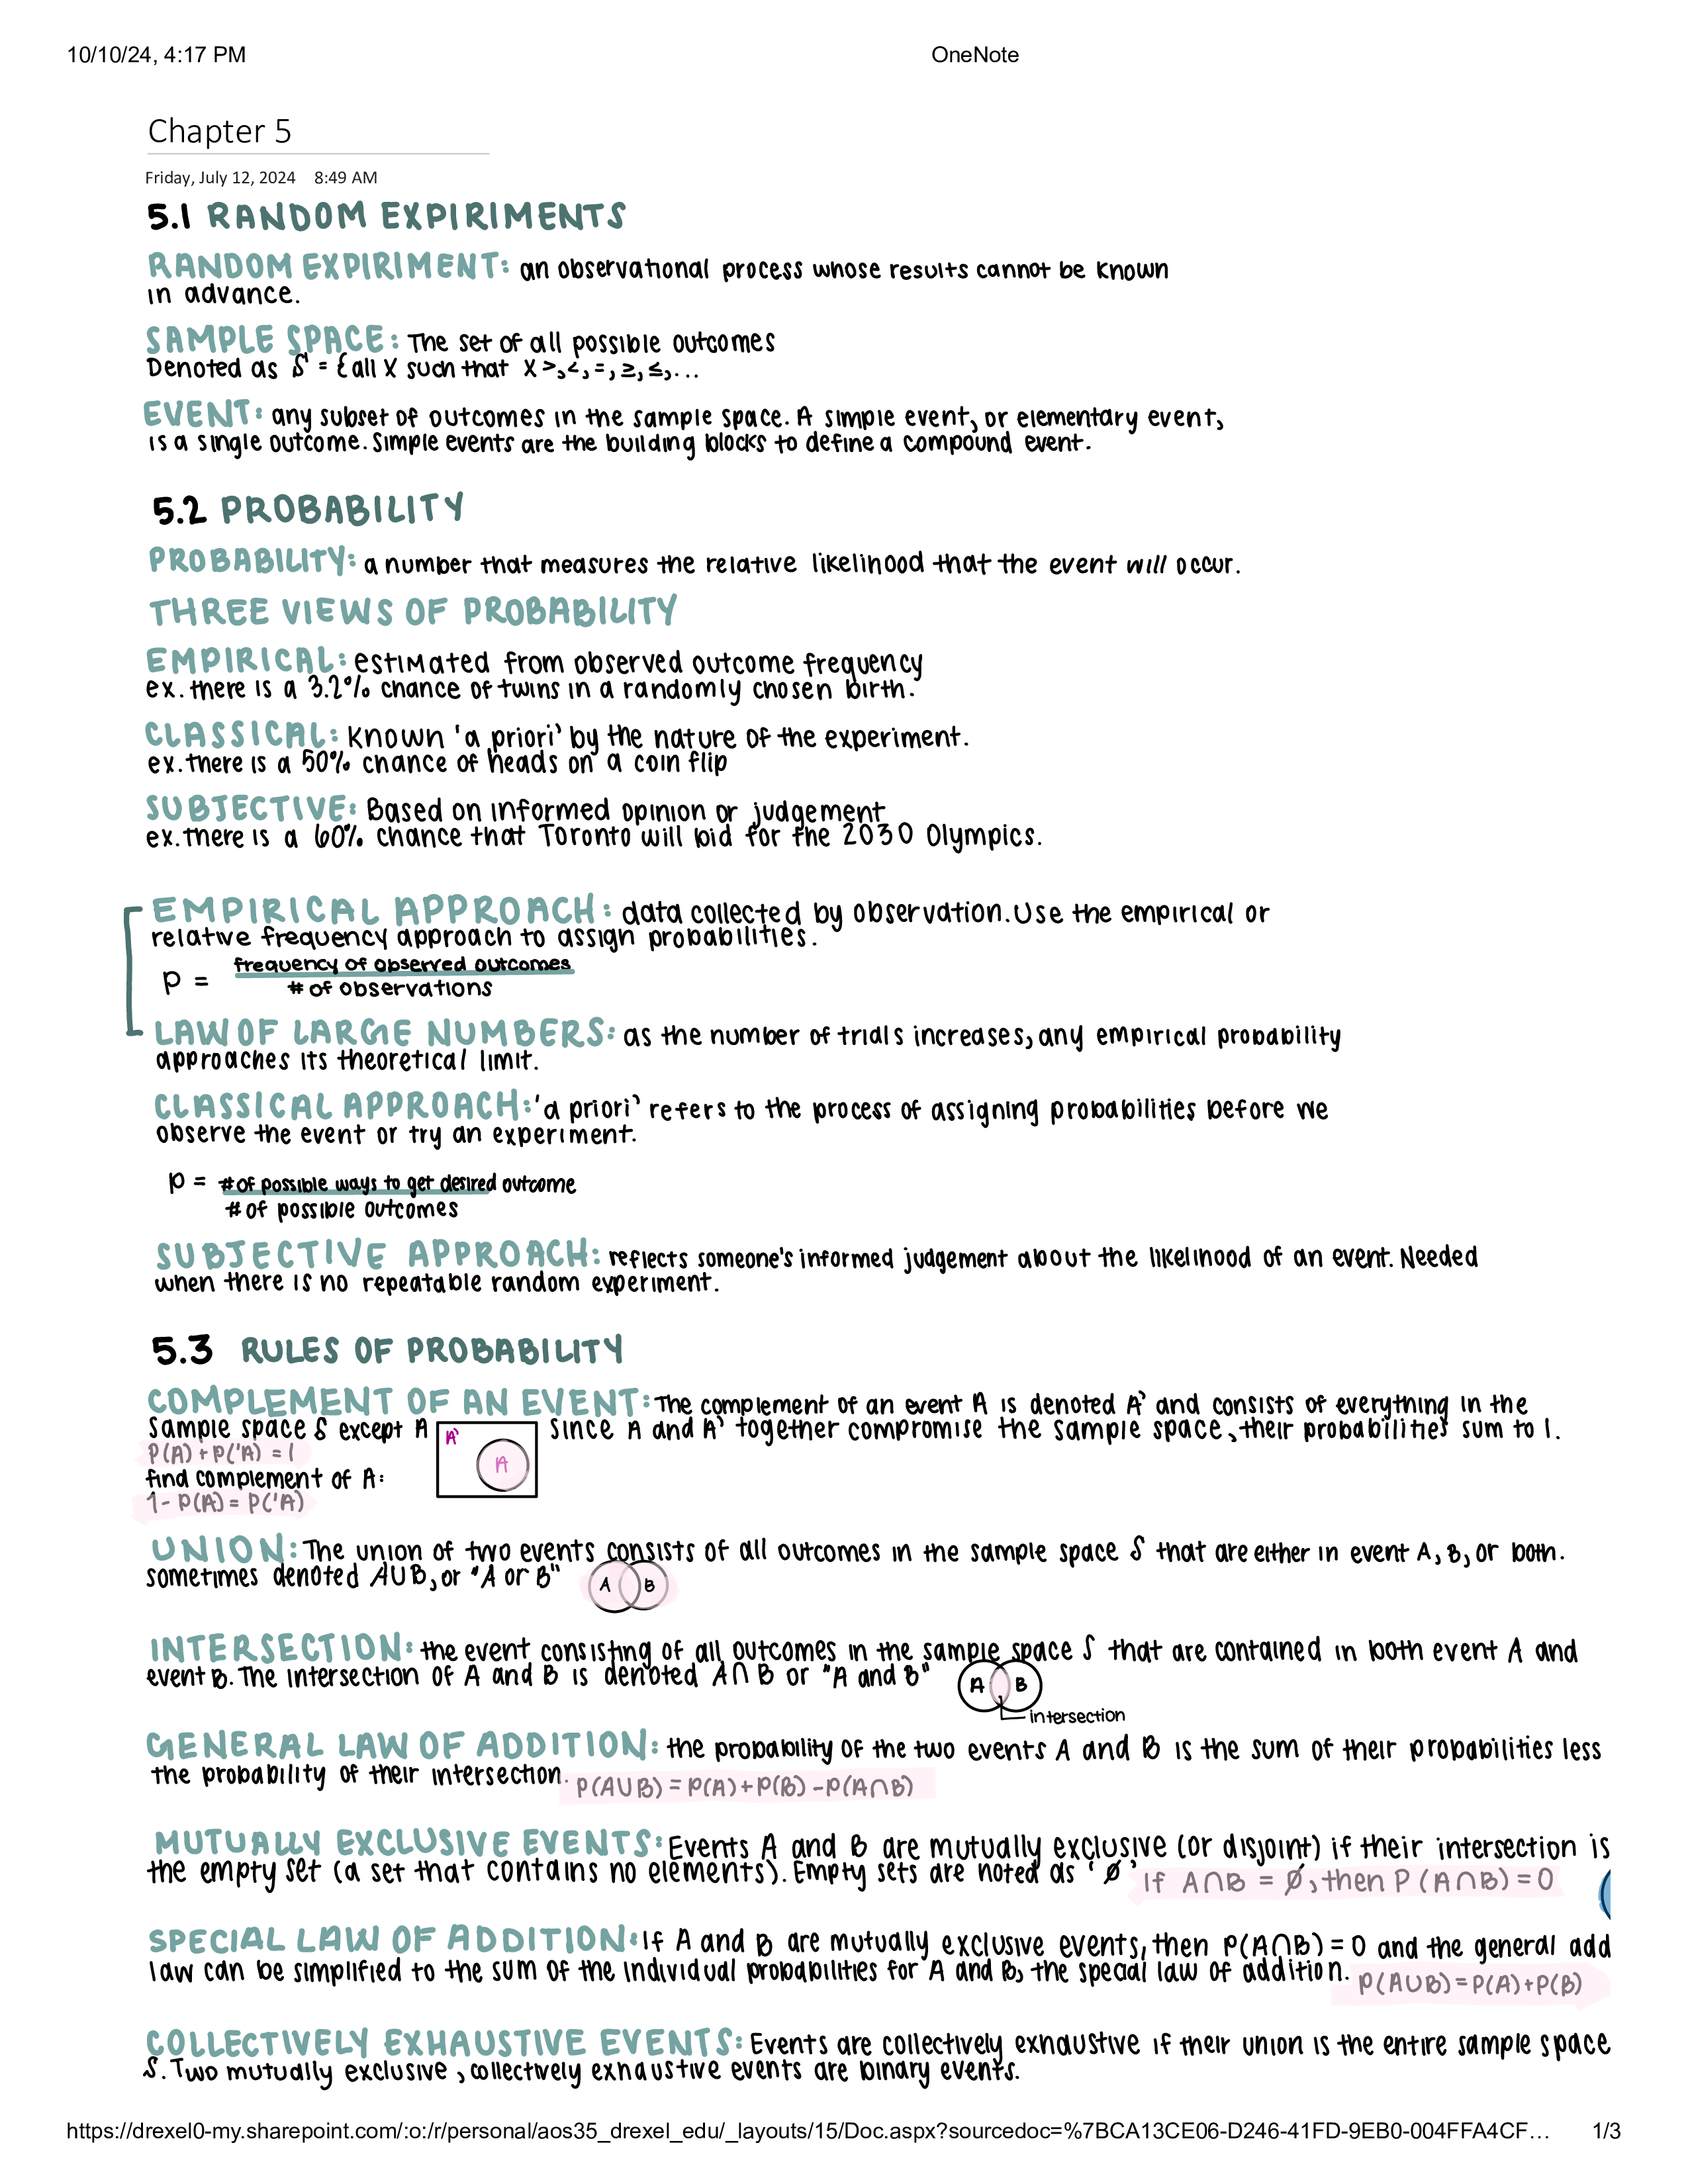 10/10/24, 4:17 PM OneNote
Chapter 5
Friday, July 12, 2024 8:49 AM
5.1 RANDOM EXPIRIMENTS
RANDOM EXPIRIMENT: an observational process whose results cannot be known
in advance.
SAMPLE SPACE: The set of all possible outcomes
Denoted as S = {all X such that X >,<,=,≥,≤,...
EVENT: any subset of outcomes in the sample space. A simple event, or elementary event,
is a single outcome. Simple events are the building blocks to define a compound event.
5.2 PROBABILITY
PROBABILITY: a number that measures the relative likelihood that the event will occur.
THREE VIEWS OF PROBABILITY
EMPIRICAL: estimated from observed outcome frequency
ex. there is a 3.2% chance of twins in a randomly chosen birth.
CLASSICAL: Known 'a priori' by the nature of the experiment.
ex. there is a 50% chance of heads on a coin flip
SUBJECTIVE: Based on informed opinion or judgement
ex. there is a 60% chance that Toronto will bid for the 2030 Olympics.
EMPIRICAL APPROACH: data collected by observation. Use the empirical or
relative frequency approach to assign probabilities.
P = frequency of observed outcomes
# of observations
LAW OF LARGE NUMBERS: as the number of trials increases, any empirical probability
approaches its theoretical limit.
CLASSICAL APPROACH: 'a priori' refers to the process of assigning probabilities before we
observe the event or try an experiment.
P = # of possible ways to get desired outcome
# of possible outcomes
SUBJECTIVE APPROACH: reflects someone's informed judgement about the likelihood of an event. Needed
when there is no repeatable random experiment.
5.3 RULES OF PROBABILITY
COMPLEMENT OF AN EVENT: The complement of an event A is denoted A' and consists of everything in the
sample space S except A A' A Since A and A' together compromise the sample space, their probabilities sum to 1.
P(A) + P('A) = 1
find complement of A:
1 - P(A) = P('A)
UNION: The union of two events consists of all outcomes in the sample space S that are either in event A, B, or both.
sometimes denoted A∪B, or "A or B" A B
INTERSECTION: the event consisting of all outcomes in the sample space S that are contained in both event A and
event B. The intersection of A and B is denoted A∩B or "A and B" A B
intersection
GENERAL LAW OF ADDITION: the probability of the two events A and B is the sum of their probabilities less
the probability of their intersection. P(A∪B) = P(A)+P(B) -P(A∩B)
MUTUALLY EXCLUSIVE EVENTS: Events A and B are mutually exclusive (or disjoint) if their intersection is
the empty set (a set that contains no elements). Empty sets are noted as 'Ø' if A∩B = Ø, then P(A∩B) = 0
SPECIAL LAW OF ADDITION: If A and B are mutually exclusive events, then P(A∩B) = 0 and the general add
law can be simplified to the sum of the individual probabilities for A and B, the special law of addition. P(A∪B) = P(A)+P(B)
COLLECTIVELY EXHAUSTIVE EVENTS: Events are collectively exhaustive if their union is the entire sample space
S. Two mutually exclusive, collectively exhaustive events are binary events.
https://drexel0-my.sharepoint.com/:o:/r/personal/aos35_drexel_edu/_layouts/15/Doc.aspx?sourcedoc=%7BCA13CE06-D246-41FD-9EB0-004FFA4CF… 1/3